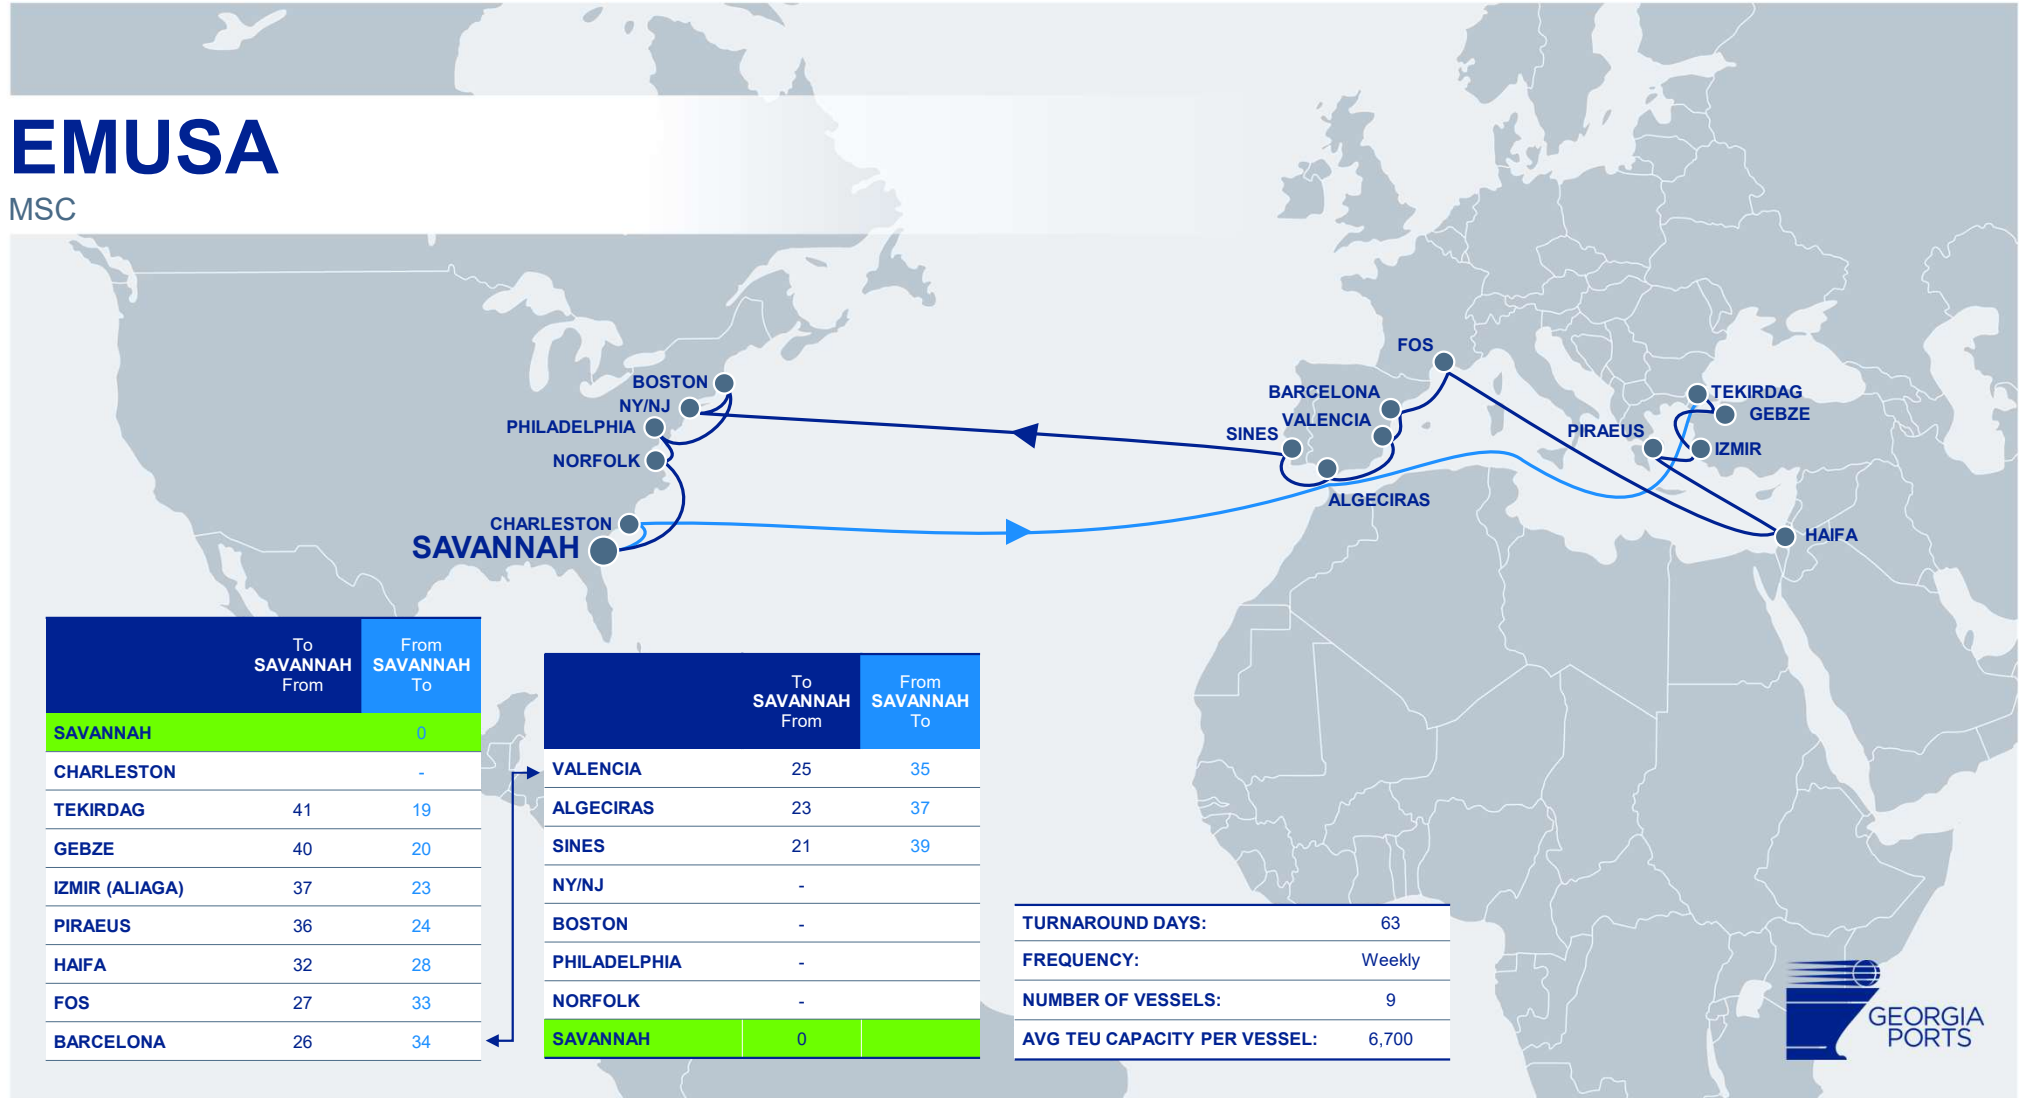 EMUSA
MSC
FOS
BOSTON
BARCELONA
TEKIRDAG
NY/NJ
GEBZE
PHILADELPHIA
VALENCIA
PIRAEUS
SINES
IZMIR
NORFOLK
ALGECIRAS
CHARLESTON
HAIFA
SAVANNAH
To SAVANNAH From
From SAVANNAH To
SAVANNAH 0
CHARLESTON -
TEKIRDAG 41 19
GEBZE 40 20
IZMIR (ALIAGA) 37 23
PIRAEUS 36 24
HAIFA 32 28
FOS 27 33
BARCELONA 26 34
To SAVANNAH From
From SAVANNAH To
VALENCIA 25 35
ALGECIRAS 23 37
SINES 21 39
NY/NJ -
BOSTON -
PHILADELPHIA -
NORFOLK -
SAVANNAH 0
TURNAROUND DAYS: 63
FREQUENCY: Weekly
NUMBER OF VESSELS: 9
AVG TEU CAPACITY PER VESSEL: 6,700
GEORGIA
PORTS